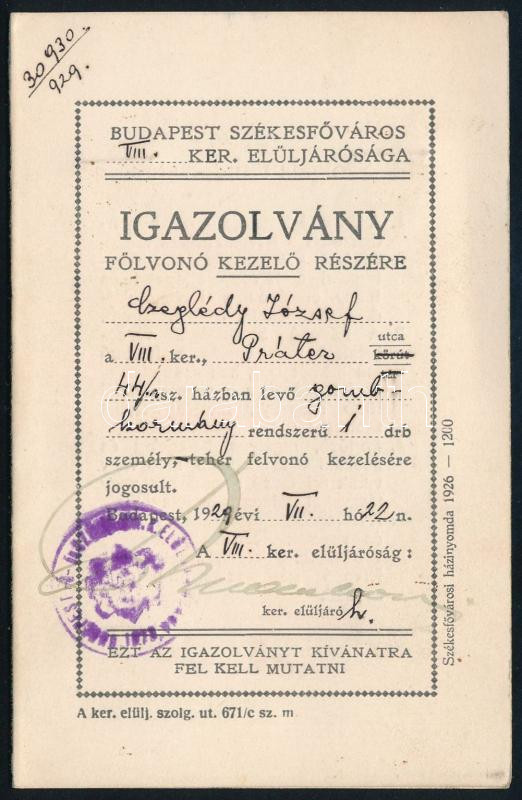 30930.
929.
BUDAPEST SZÉKESFŐVÁROS
VIII. KER. ELÜLJÁRÓSÁGA
IGAZOLVÁNY
FÖLVONÓ KEZELŐ RÉSZÉRE
Czeglédy József
utca
a VIII. ker., Práter körút
tér
44/ sz. házban levő gomb-
kormány rendszerű 1 drb
személy,-teher felvonó kezelésére
jogosult.
Budapest, 1929 évi VII. hó 22 n.
A VIII. ker. elüljáróság:
ker. elüljáró h.
EZT AZ IGAZOLVÁNYT KÍVÁNATRA
FEL KELL MUTATNI
A ker. elülj. szolg. ut. 671/c sz. m
Székesfővárosi házinyomda 1926 — 1200
darabanth.com